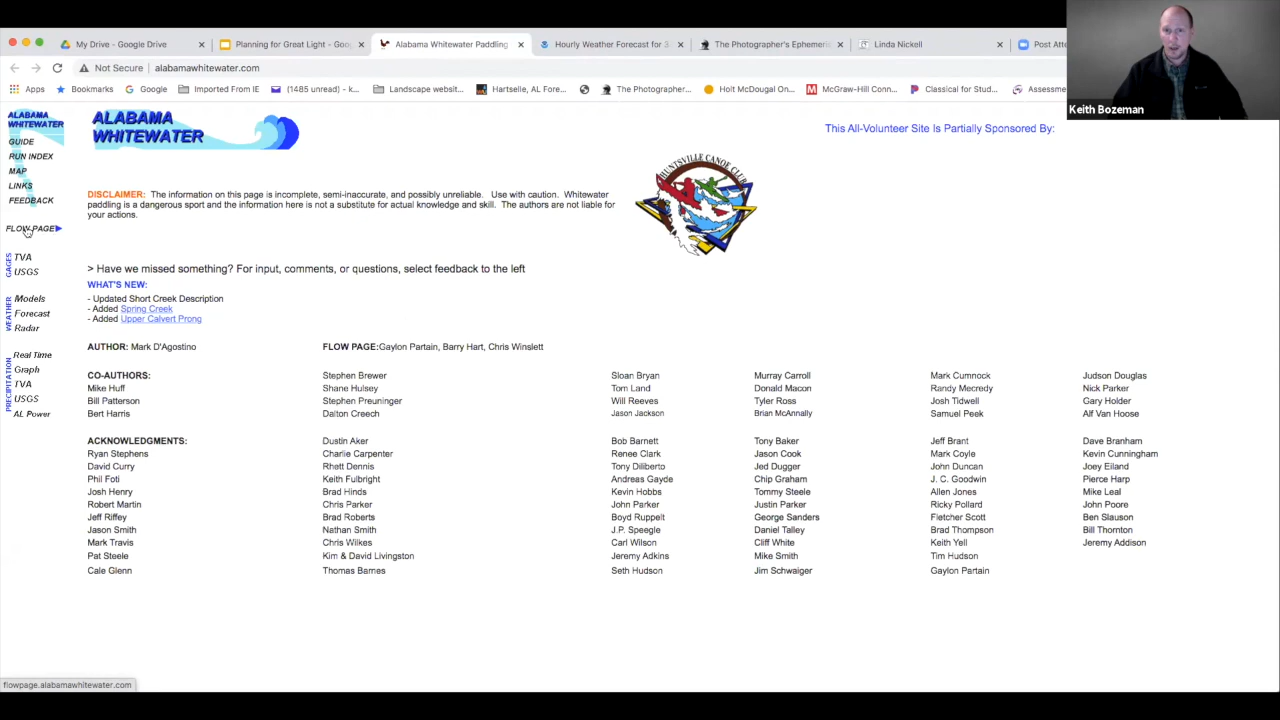 My Drive - Google Drive
Planning for Great Light - Goog
Alabama Whitewater Paddling
Hourly Weather Forecast for 3
The Photographer's Ephemeris
Linda Nickell
Post Att
Not Secure | alabamawhitewater.com
Apps
Bookmarks
Google
Imported From IE
(1485 unread) - k...
Landscape website...
Hartselle, AL Fore...
The Photographer...
Holt McDougal On...
McGraw-Hill Conn...
Classical for Stud...
Assessme
Keith Bozeman
ALABAMA
WHITEWATER
GUIDE
RUN INDEX
MAP
LINKS
FEEDBACK
FLOW PAGE
GAGES
TVA
USGS
WEATHER
Models
Forecast
Radar
PRECIPITATION
Real Time
Graph
TVA
USGS
AL Power
ALABAMA
WHITEWATER
This All-Volunteer Site Is Partially Sponsored By:
HUNTSVILLE CANOE CLUB
DISCLAIMER: The information on this page is incomplete, semi-inaccurate, and possibly unreliable. Use with caution. Whitewater
paddling is a dangerous sport and the information here is not a substitute for actual knowledge and skill. The authors are not liable for
your actions.
> Have we missed something? For input, comments, or questions, select feedback to the left
WHAT'S NEW:
- Updated Short Creek Description
- Added Spring Creek
- Added Upper Calvert Prong
AUTHOR: Mark D'Agostino FLOW PAGE:Gaylon Partain, Barry Hart, Chris Winslett
CO-AUTHORS: Stephen Brewer Sloan Bryan Murray Carroll Mark Cumnock Judson Douglas
Mike Huff Shane Hulsey Tom Land Donald Macon Randy Mecredy Nick Parker
Bill Patterson Stephen Preuninger Will Reeves Tyler Ross Josh Tidwell Gary Holder
Bert Harris Dalton Creech Jason Jackson Brian McAnnally Samuel Peek Alf Van Hoose
ACKNOWLEDGMENTS: Dustin Aker Bob Barnett Tony Baker Jeff Brant Dave Branham
Ryan Stephens Charlie Carpenter Renee Clark Jason Cook Mark Coyle Kevin Cunningham
David Curry Rhett Dennis Tony Diliberto Jed Dugger John Duncan Joey Eiland
Phil Foti Keith Fulbright Andreas Gayde Chip Graham J. C. Goodwin Pierce Harp
Josh Henry Brad Hinds Kevin Hobbs Tommy Steele Allen Jones Mike Leal
Robert Martin Chris Parker John Parker Justin Parker Ricky Pollard John Poore
Jeff Riffey Brad Roberts Boyd Ruppelt George Sanders Fletcher Scott Ben Slauson
Jason Smith Nathan Smith J.P. Speegle Daniel Talley Brad Thompson Bill Thornton
Mark Travis Chris Wilkes Carl Wilson Cliff White Keith Yell Jeremy Addison
Pat Steele Kim & David Livingston Jeremy Adkins Mike Smith Tim Hudson
Cale Glenn Thomas Barnes Seth Hudson Jim Schwaiger Gaylon Partain
flowpage.alabamawhitewater.com